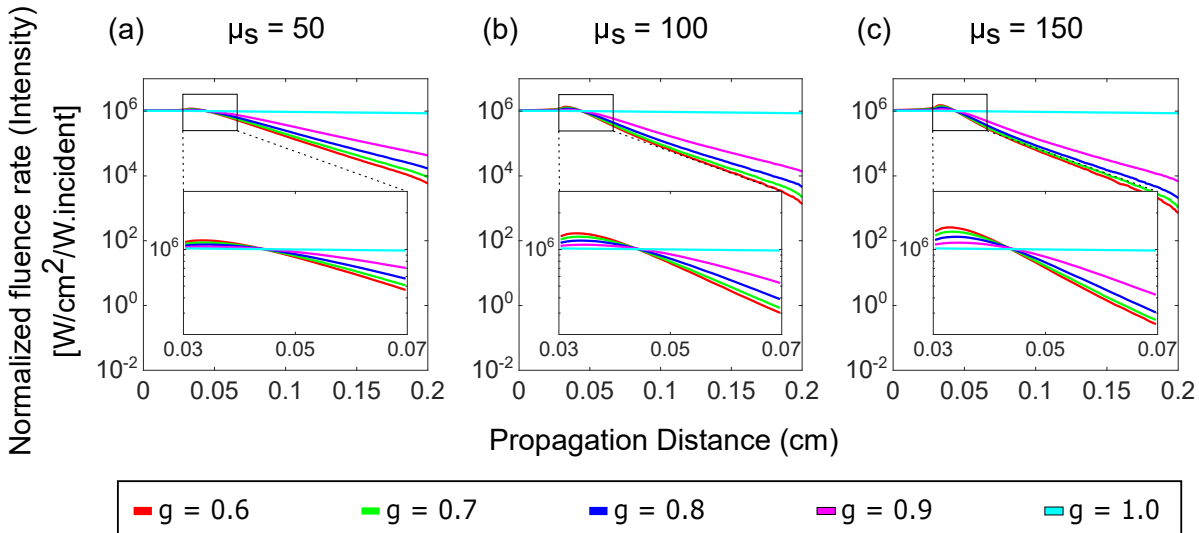 (a) μs = 50
(b) μs = 100
(c) μs = 150
Normalized fluence rate (Intensity)
[W/cm2/W.incident]
10^6
10^4
10^2
10^0
10^-2
0 0.05 0.1 0.15 0.2
10^6
0.03 0.05 0.07
10^6
10^4
10^2
10^0
10^-2
0 0.05 0.1 0.15 0.2
10^6
0.03 0.05 0.07
10^6
10^4
10^2
10^0
10^-2
0 0.05 0.1 0.15 0.2
10^6
0.03 0.05 0.07
Propagation Distance (cm)
g = 0.6 g = 0.7 g = 0.8 g = 0.9 g = 1.0